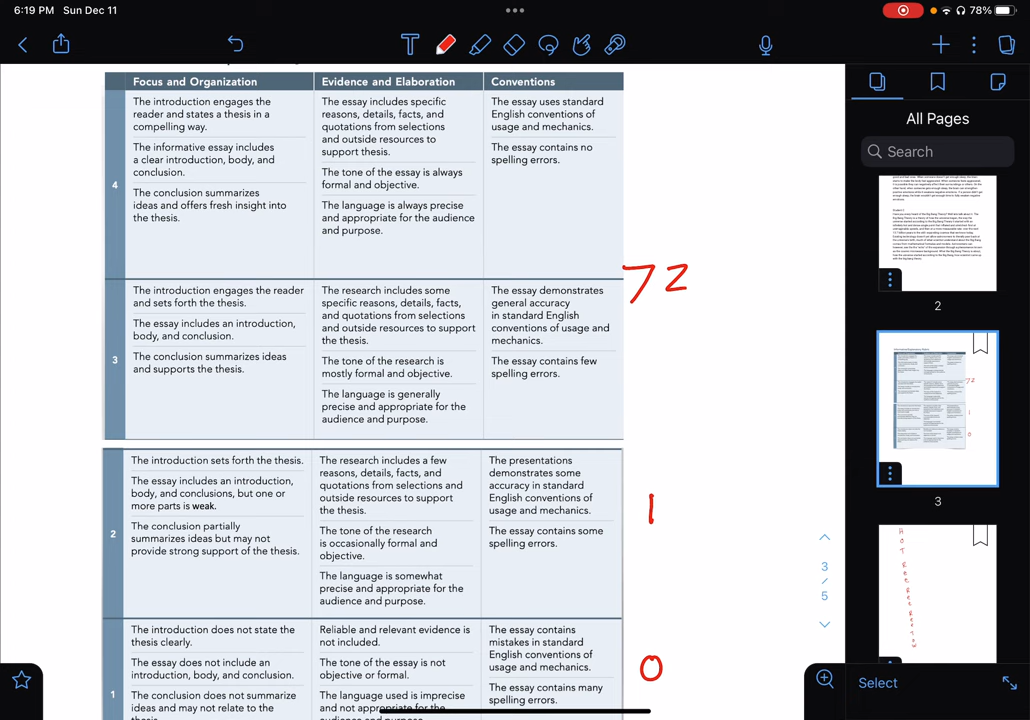 6:19 PM Sun Dec 11
78%
T
Focus and Organization
Evidence and Elaboration
Conventions
4
The introduction engages the
reader and states a thesis in a
compelling way.
The informative essay includes
a clear introduction, body, and
conclusion.
The conclusion summarizes
ideas and offers fresh insight into
the thesis.
The essay includes specific
reasons, details, facts, and
quotations from selections
and outside resources to
support thesis.
The tone of the essay is always
formal and objective.
The language is always precise
and appropriate for the audience
and purpose.
The essay uses standard
English conventions of
usage and mechanics.
The essay contains no
spelling errors.
72
3
The introduction engages the reader
and sets forth the thesis.
The essay includes an introduction,
body, and conclusion.
The conclusion summarizes ideas
and supports the thesis.
The research includes some
specific reasons, details, facts,
and quotations from selections
and outside resources to support
the thesis.
The tone of the research is
mostly formal and objective.
The language is generally
precise and appropriate for the
audience and purpose.
The essay demonstrates
general accuracy
in standard English
conventions of usage and
mechanics.
The essay contains few
spelling errors.
2
The introduction sets forth the thesis.
The essay includes an introduction,
body, and conclusions, but one or
more parts is weak.
The conclusion partially
summarizes ideas but may not
provide strong support of the thesis.
The research includes a few
reasons, details, facts, and
quotations from selections and
outside resources to support
the thesis.
The tone of the research
is occasionally formal and
objective.
The language is somewhat
precise and appropriate for the
audience and purpose.
The presentations
demonstrates some
accuracy in standard
English conventions of
usage and mechanics.
The essay contains some
spelling errors.
1
1
The introduction does not state the
thesis clearly.
The essay does not include an
introduction, body, and conclusion.
The conclusion does not summarize
ideas and may not relate to the
thesis.
Reliable and relevant evidence is
not included.
The tone of the essay is not
objective or formal.
The language used is imprecise
and not appropriate for the
audience and purpose.
The essay contains
mistakes in standard
English conventions of
usage and mechanics.
The essay contains many
spelling errors.
0
3
/
5
All Pages
Search
2
3
Select